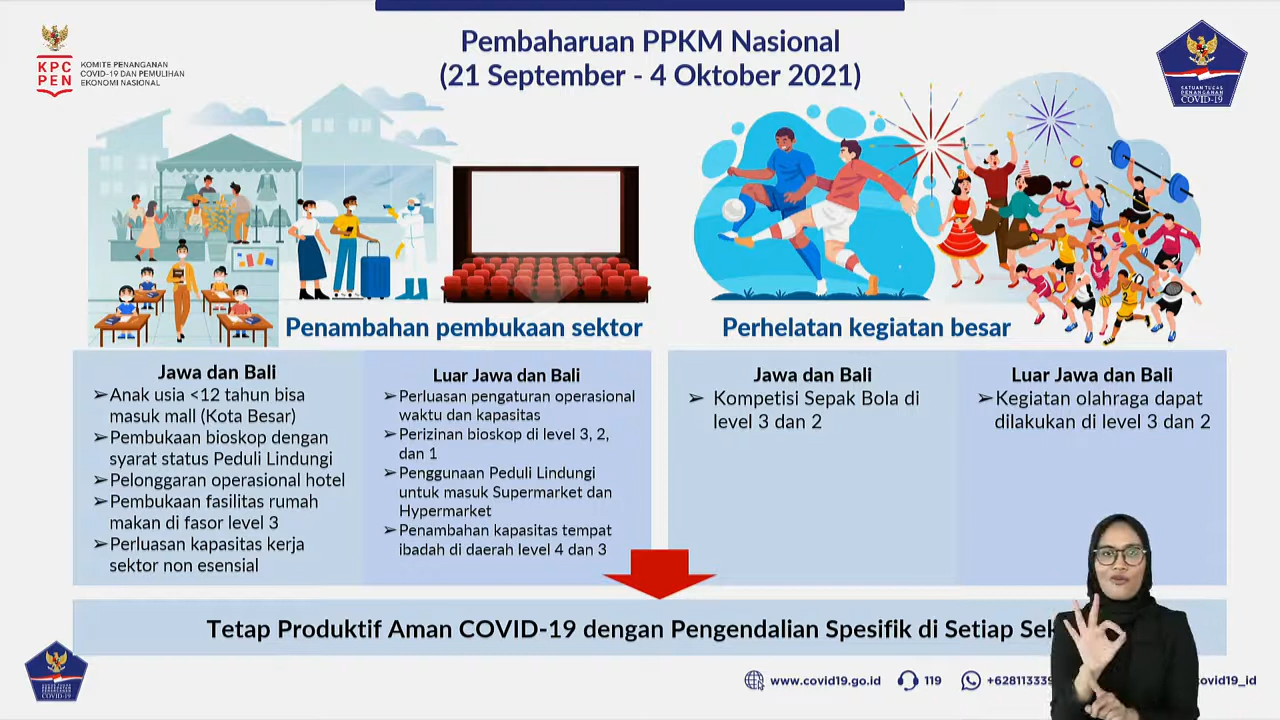 KPC
PEN
KOMITE PENANGANAN
COVID-19 DAN PEMULIHAN
EKONOMI NASIONAL
Pembaharuan PPKM Nasional
(21 September - 4 Oktober 2021)
SATUAN TUGAS
PENANGANAN
COVID-19
Penambahan pembukaan sektor
Jawa dan Bali
➢Anak usia <12 tahun bisa
masuk mall (Kota Besar)
➢Pembukaan bioskop dengan
syarat status Peduli Lindungi
➢Pelonggaran operasional hotel
➢Pembukaan fasilitas rumah
makan di fasor level 3
➢Perluasan kapasitas kerja
sektor non esensial
Luar Jawa dan Bali
➢Perluasan pengaturan operasional
waktu dan kapasitas
➢Perizinan bioskop di level 3, 2,
dan 1
➢Penggunaan Peduli Lindungi
untuk masuk Supermarket dan
Hypermarket
➢Penambahan kapasitas tempat
ibadah di daerah level 4 dan 3
Perhelatan kegiatan besar
Jawa dan Bali
➢ Kompetisi Sepak Bola di
level 3 dan 2
Luar Jawa dan Bali
➢Kegiatan olahraga dapat
dilakukan di level 3 dan 2
Tetap Produktif Aman COVID-19 dengan Pengendalian Spesifik di Setiap
COVID-19
www.covid19.go.id 119 +628113339 ovid19_id